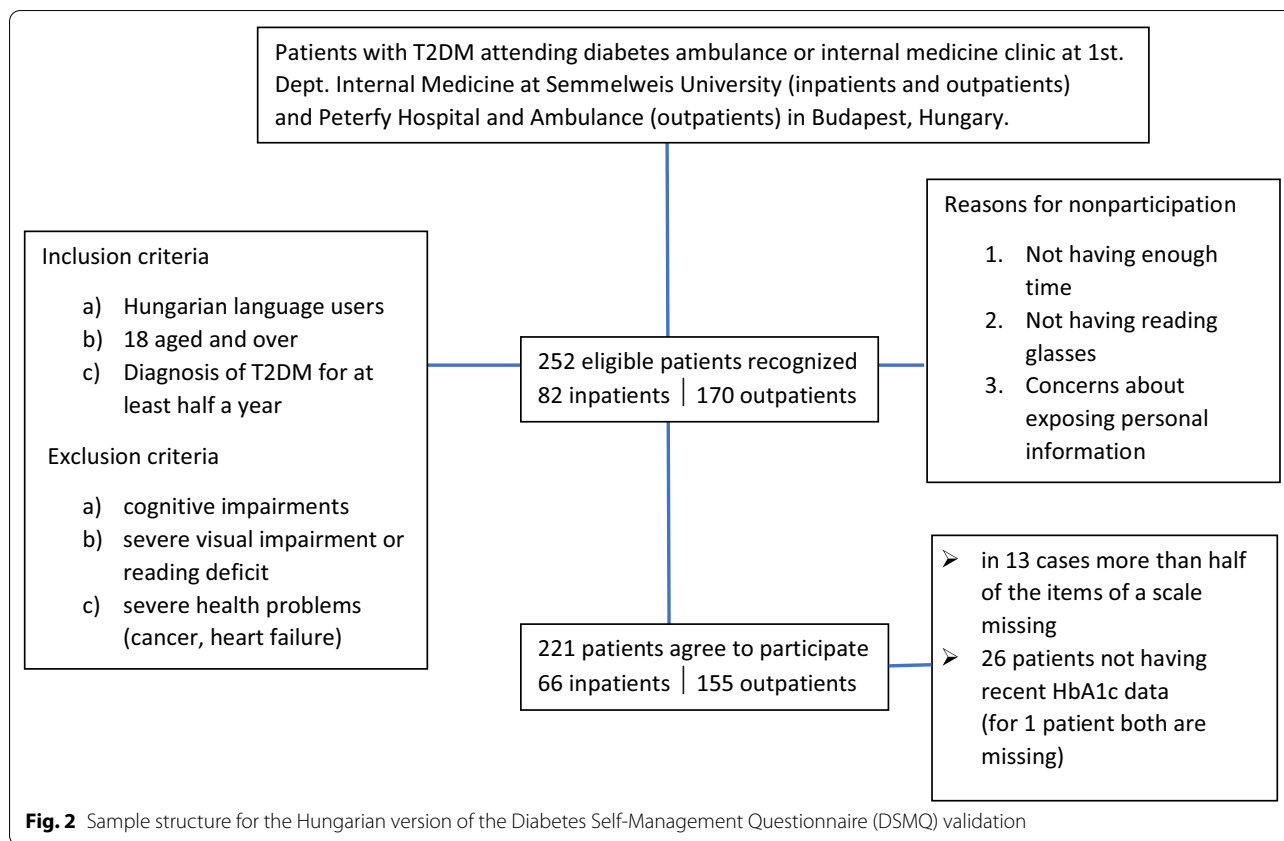 Patients with T2DM attending diabetes ambulance or internal medicine clinic at 1st.
Dept. Internal Medicine at Semmelweis University (inpatients and outpatients)
and Peterfy Hospital and Ambulance (outpatients) in Budapest, Hungary.
Inclusion criteria
a) Hungarian language users
b) 18 aged and over
c) Diagnosis of T2DM for at
least half a year
Exclusion criteria
a) cognitive impairments
b) severe visual impairment or
reading deficit
c) severe health problems
(cancer, heart failure)
252 eligible patients recognized
82 inpatients | 170 outpatients
Reasons for nonparticipation
1. Not having enough
time
2. Not having reading
glasses
3. Concerns about
exposing personal
information
221 patients agree to participate
66 inpatients | 155 outpatients
➢ in 13 cases more than half
of the items of a scale
missing
➢ 26 patients not having
recent HbA1c data
(for 1 patient both are
missing)
Fig. 2 Sample structure for the Hungarian version of the Diabetes Self-Management Questionnaire (DSMQ) validation